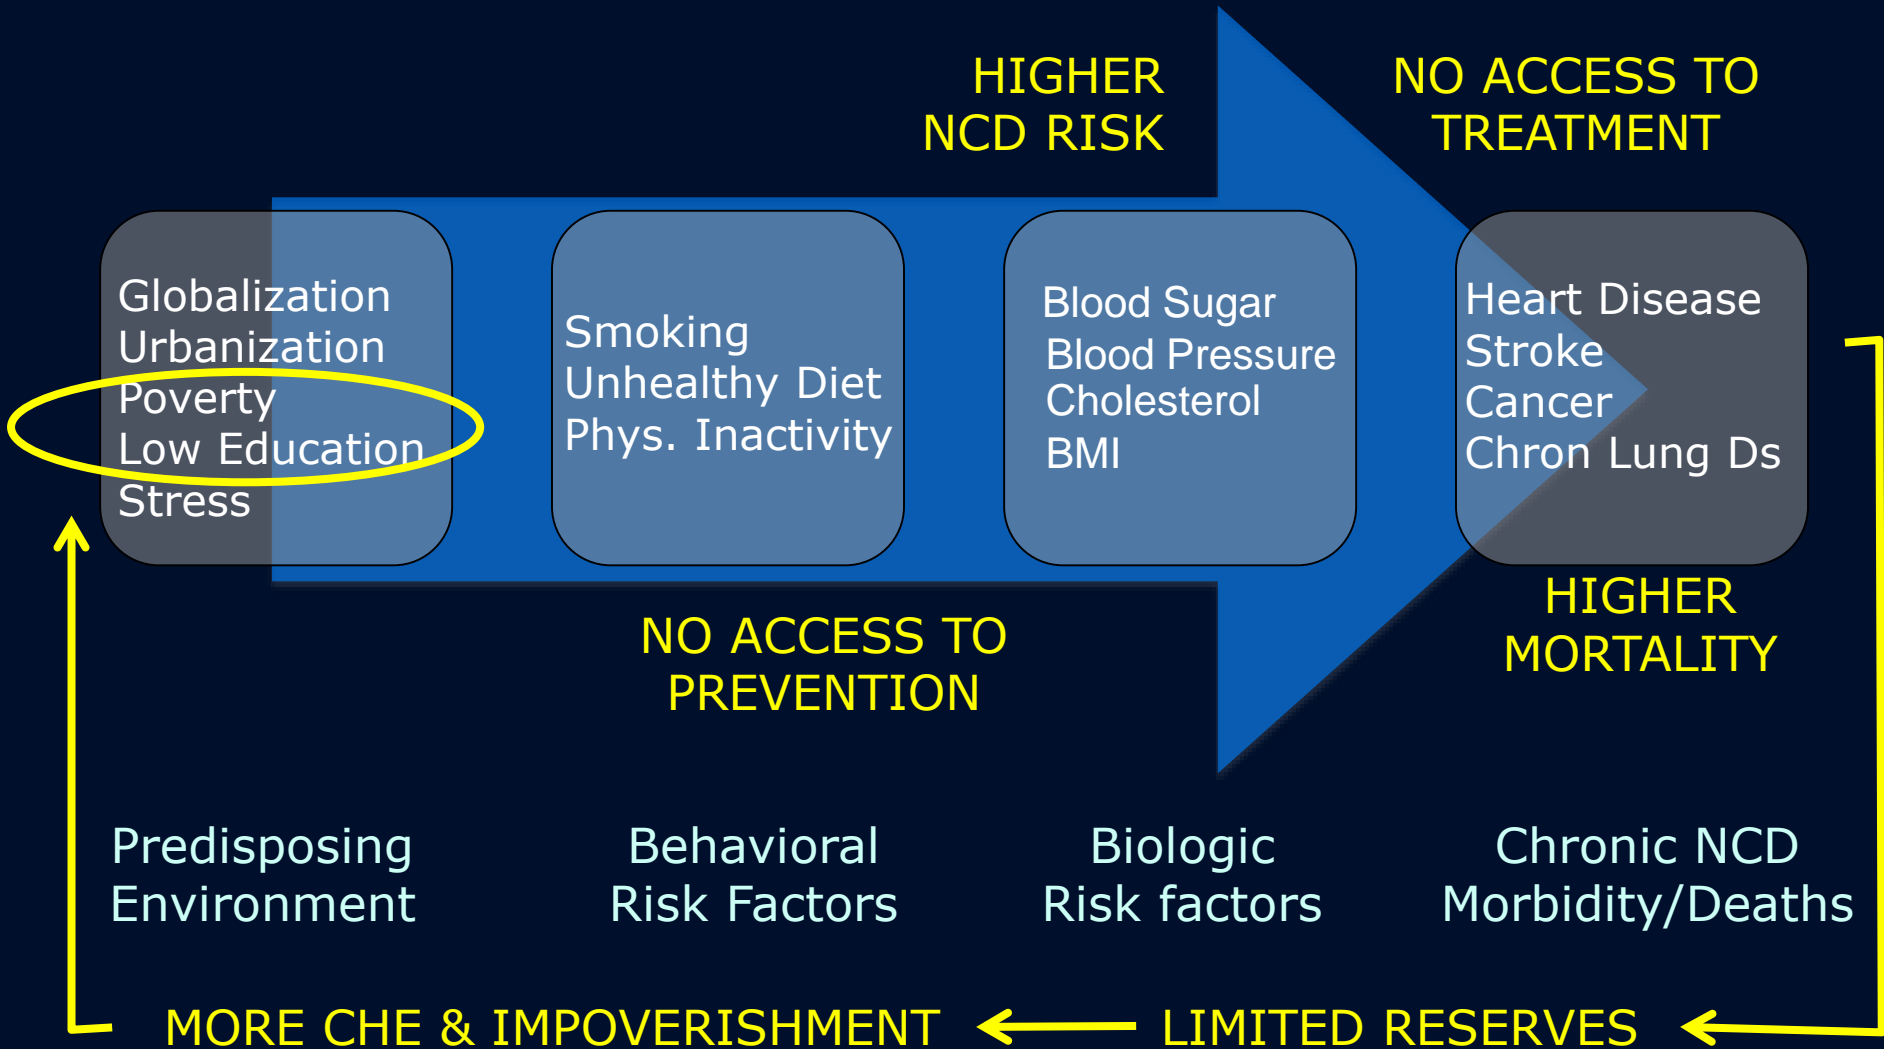 HIGHER
NCD RISK
NO ACCESS TO
TREATMENT
Globalization
Urbanization
Poverty
Low Education
Stress
Smoking
Unhealthy Diet
Phys. Inactivity
Blood Sugar
Blood Pressure
Cholesterol
BMI
Heart Disease
Stroke
Cancer
Chron Lung Ds
NO ACCESS TO
PREVENTION
HIGHER
MORTALITY
Predisposing
Environment
Behavioral
Risk Factors
Biologic
Risk factors
Chronic NCD
Morbidity/Deaths
MORE CHE & IMPOVERISHMENT
LIMITED RESERVES